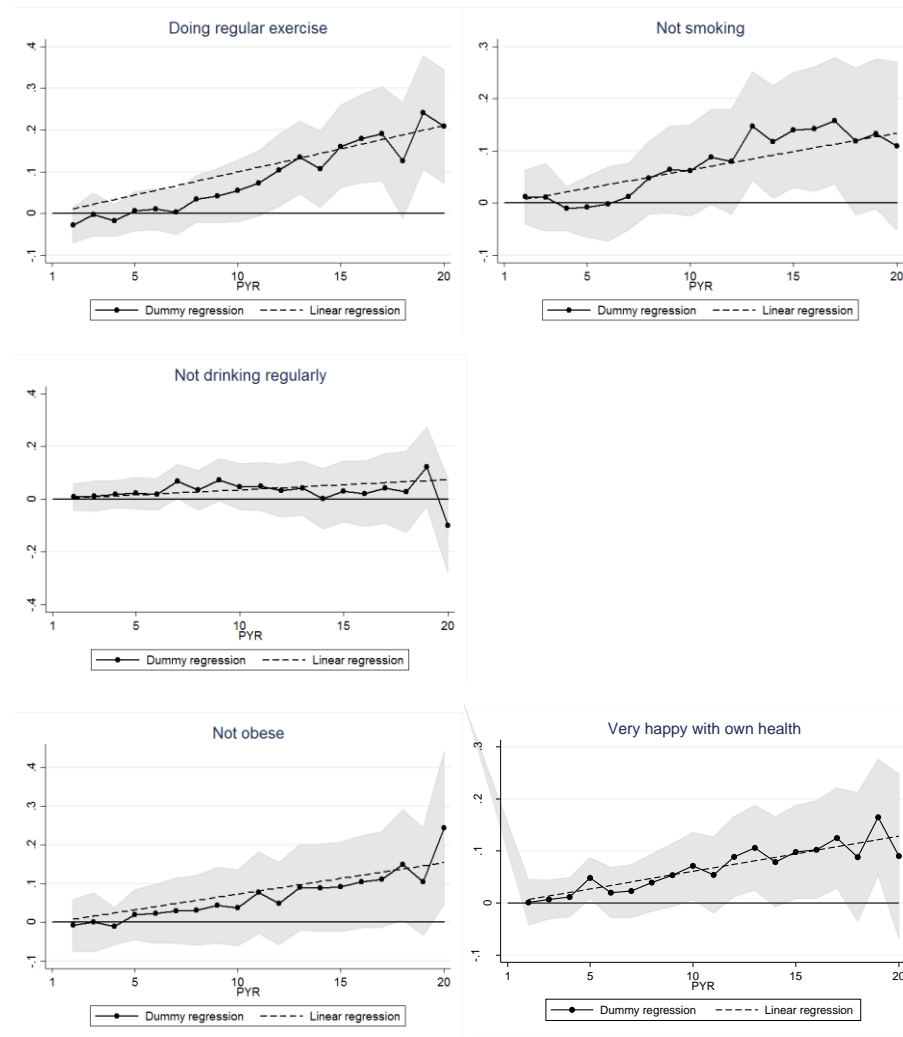 Doing regular exercise
.4
.3
.2
.1
0
-.1
1 5 10 15 20
PYR
Dummy regression Linear regression
Not smoking
.3
.2
.1
0
-.1
1 5 10 15 20
PYR
Dummy regression Linear regression
Not drinking regularly
.4
.2
0
-.2
-.4
1 5 10 15 20
PYR
Dummy regression Linear regression
Not obese
.4
.3
.2
.1
0
-.1
1 5 10 15 20
PYR
Dummy regression Linear regression
Very happy with own health
.3
.2
.1
0
-.1
1 5 10 15 20
PYR
Dummy regression Linear regression